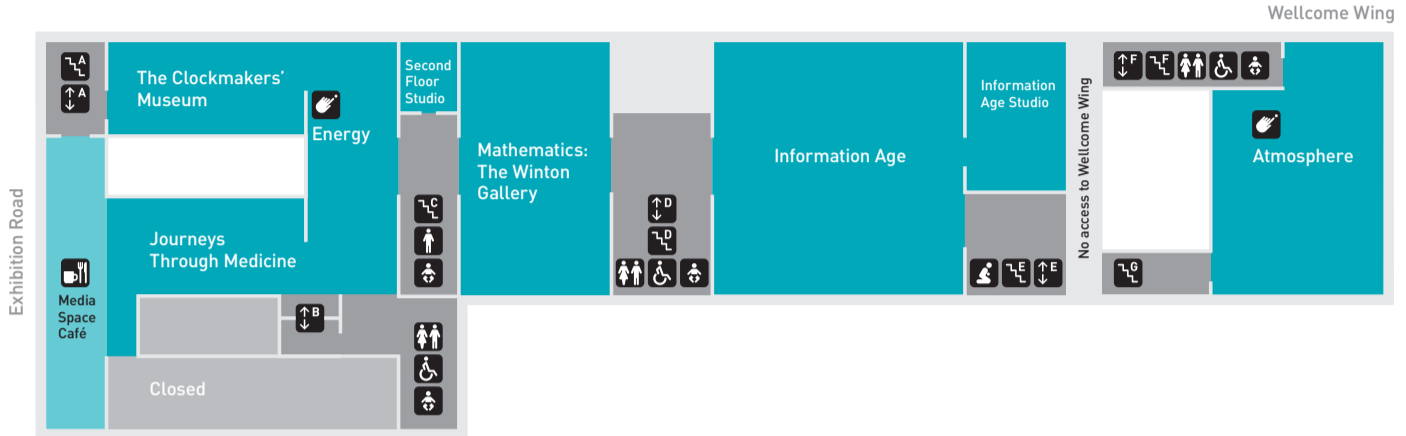 Wellcome Wing
A
A
The Clockmakers’
Museum
Energy
Second
Floor
Studio
Mathematics:
The Winton
Gallery
Information Age
Information
Age Studio
No access to Wellcome Wing
F
F
Atmosphere
Exhibition Road
Journeys
Through Medicine
C
D
D
E
E
G
Media
Space
Café
B
Closed